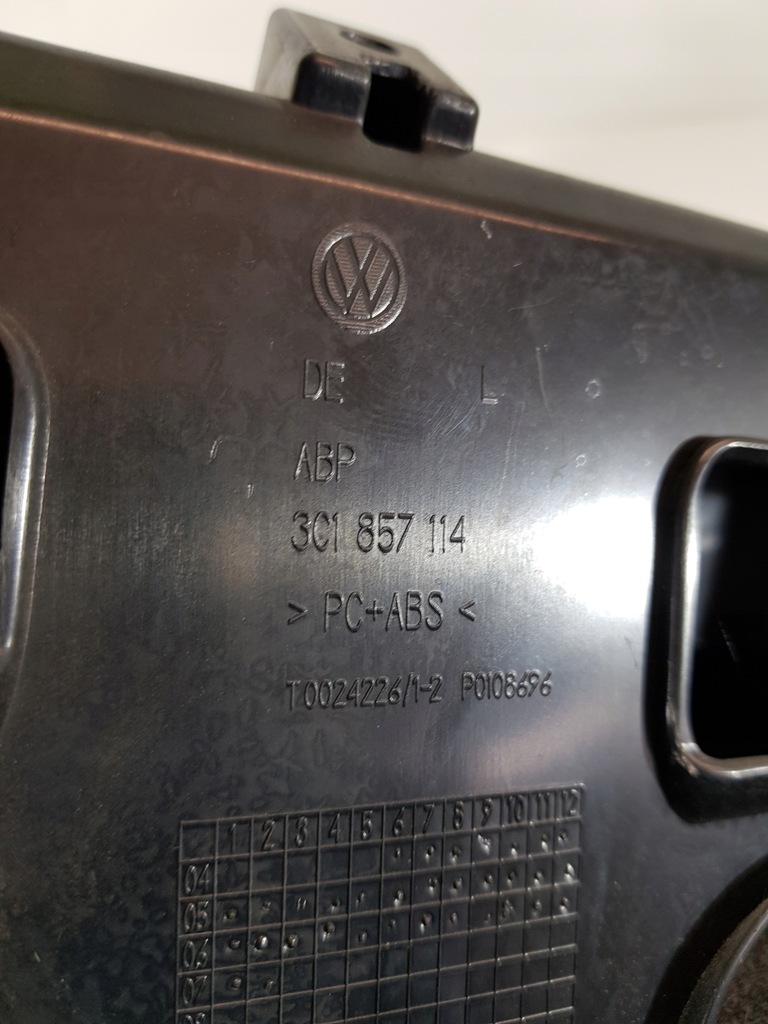 DE L
ABP
3C1 857 114
> PC+ABS <
T0024226/1-2 P0108696
1 2 3 4 5 6 7 8 9 10 11 12
04
05
06
07